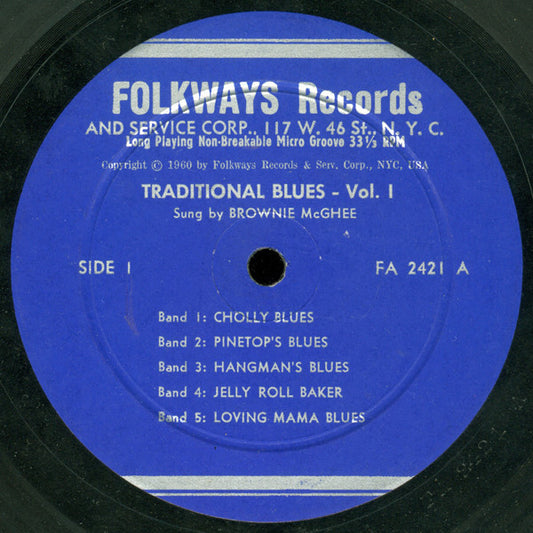 FOLKWAYS Records
AND SERVICE CORP., 117 W. 46 St., N. Y. C.
Long Playing Non-Breakable Micro Groove 33⅓ RPM
Copyright © 1960 by Folkways Records & Serv. Corp., NYC, USA
TRADITIONAL BLUES - Vol. I
Sung by BROWNIE McGHEE
SIDE I
FA 2421 A
Band 1: CHOLLY BLUES
Band 2: PINETOP'S BLUES
Band 3: HANGMAN'S BLUES
Band 4: JELLY ROLL BAKER
Band 5: LOVING MAMA BLUES